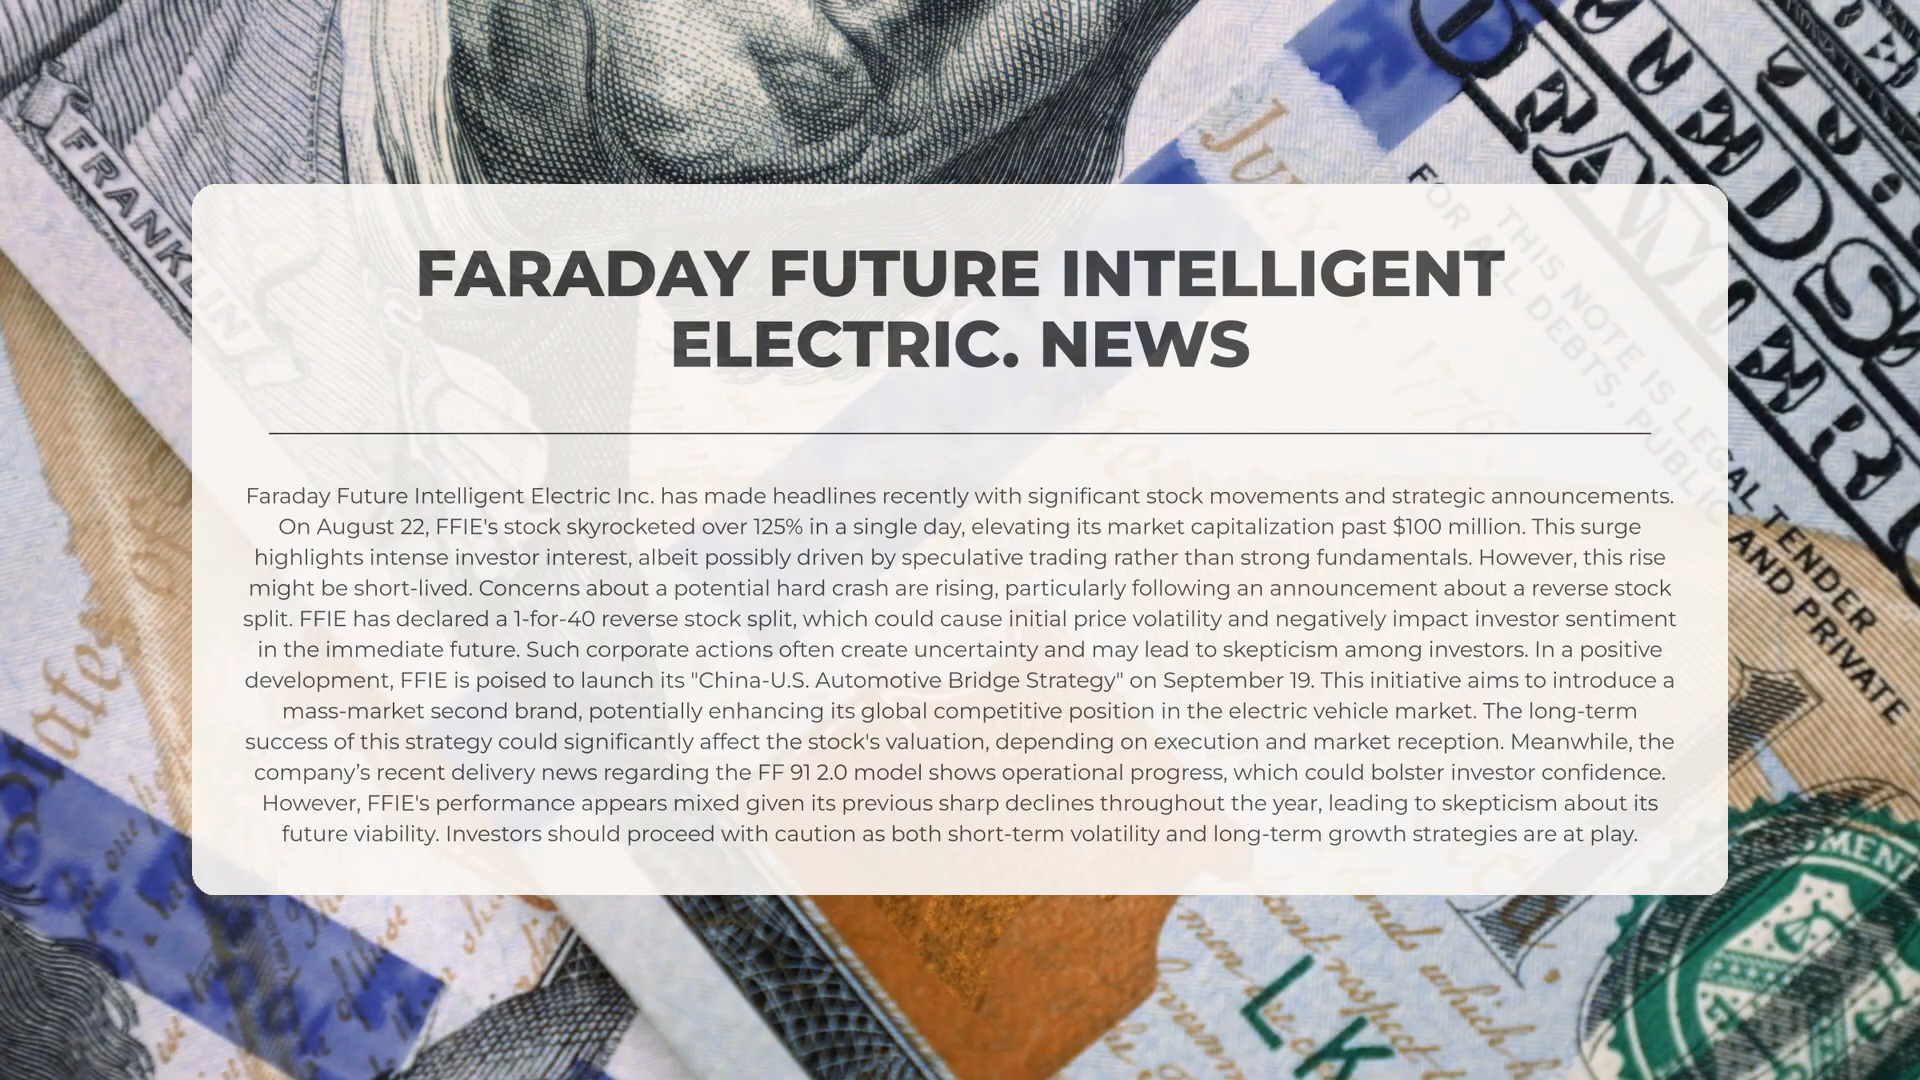 FRANKLIN
JULY
1776.
FOR ALL DEBTS, PUBLIC
THIS NOTE IS LEGAL TENDER
AND PRIVATE
FARADAY FUTURE INTELLIGENT
ELECTRIC. NEWS
Faraday Future Intelligent Electric Inc. has made headlines recently with significant stock movements and strategic announcements.
On August 22, FFIE's stock skyrocketed over 125% in a single day, elevating its market capitalization past $100 million. This surge
highlights intense investor interest, albeit possibly driven by speculative trading rather than strong fundamentals. However, this rise
might be short-lived. Concerns about a potential hard crash are rising, particularly following an announcement about a reverse stock
split. FFIE has declared a 1-for-40 reverse stock split, which could cause initial price volatility and negatively impact investor sentiment
in the immediate future. Such corporate actions often create uncertainty and may lead to skepticism among investors. In a positive
development, FFIE is poised to launch its "China-U.S. Automotive Bridge Strategy" on September 19. This initiative aims to introduce a
mass-market second brand, potentially enhancing its global competitive position in the electric vehicle market. The long-term
success of this strategy could significantly affect the stock's valuation, depending on execution and market reception. Meanwhile, the
company’s recent delivery news regarding the FF 91 2.0 model shows operational progress, which could bolster investor confidence.
However, FFIE's performance appears mixed given its previous sharp declines throughout the year, leading to skepticism about its
future viability. Investors should proceed with caution as both short-term volatility and long-term growth strategies are at play.
LK